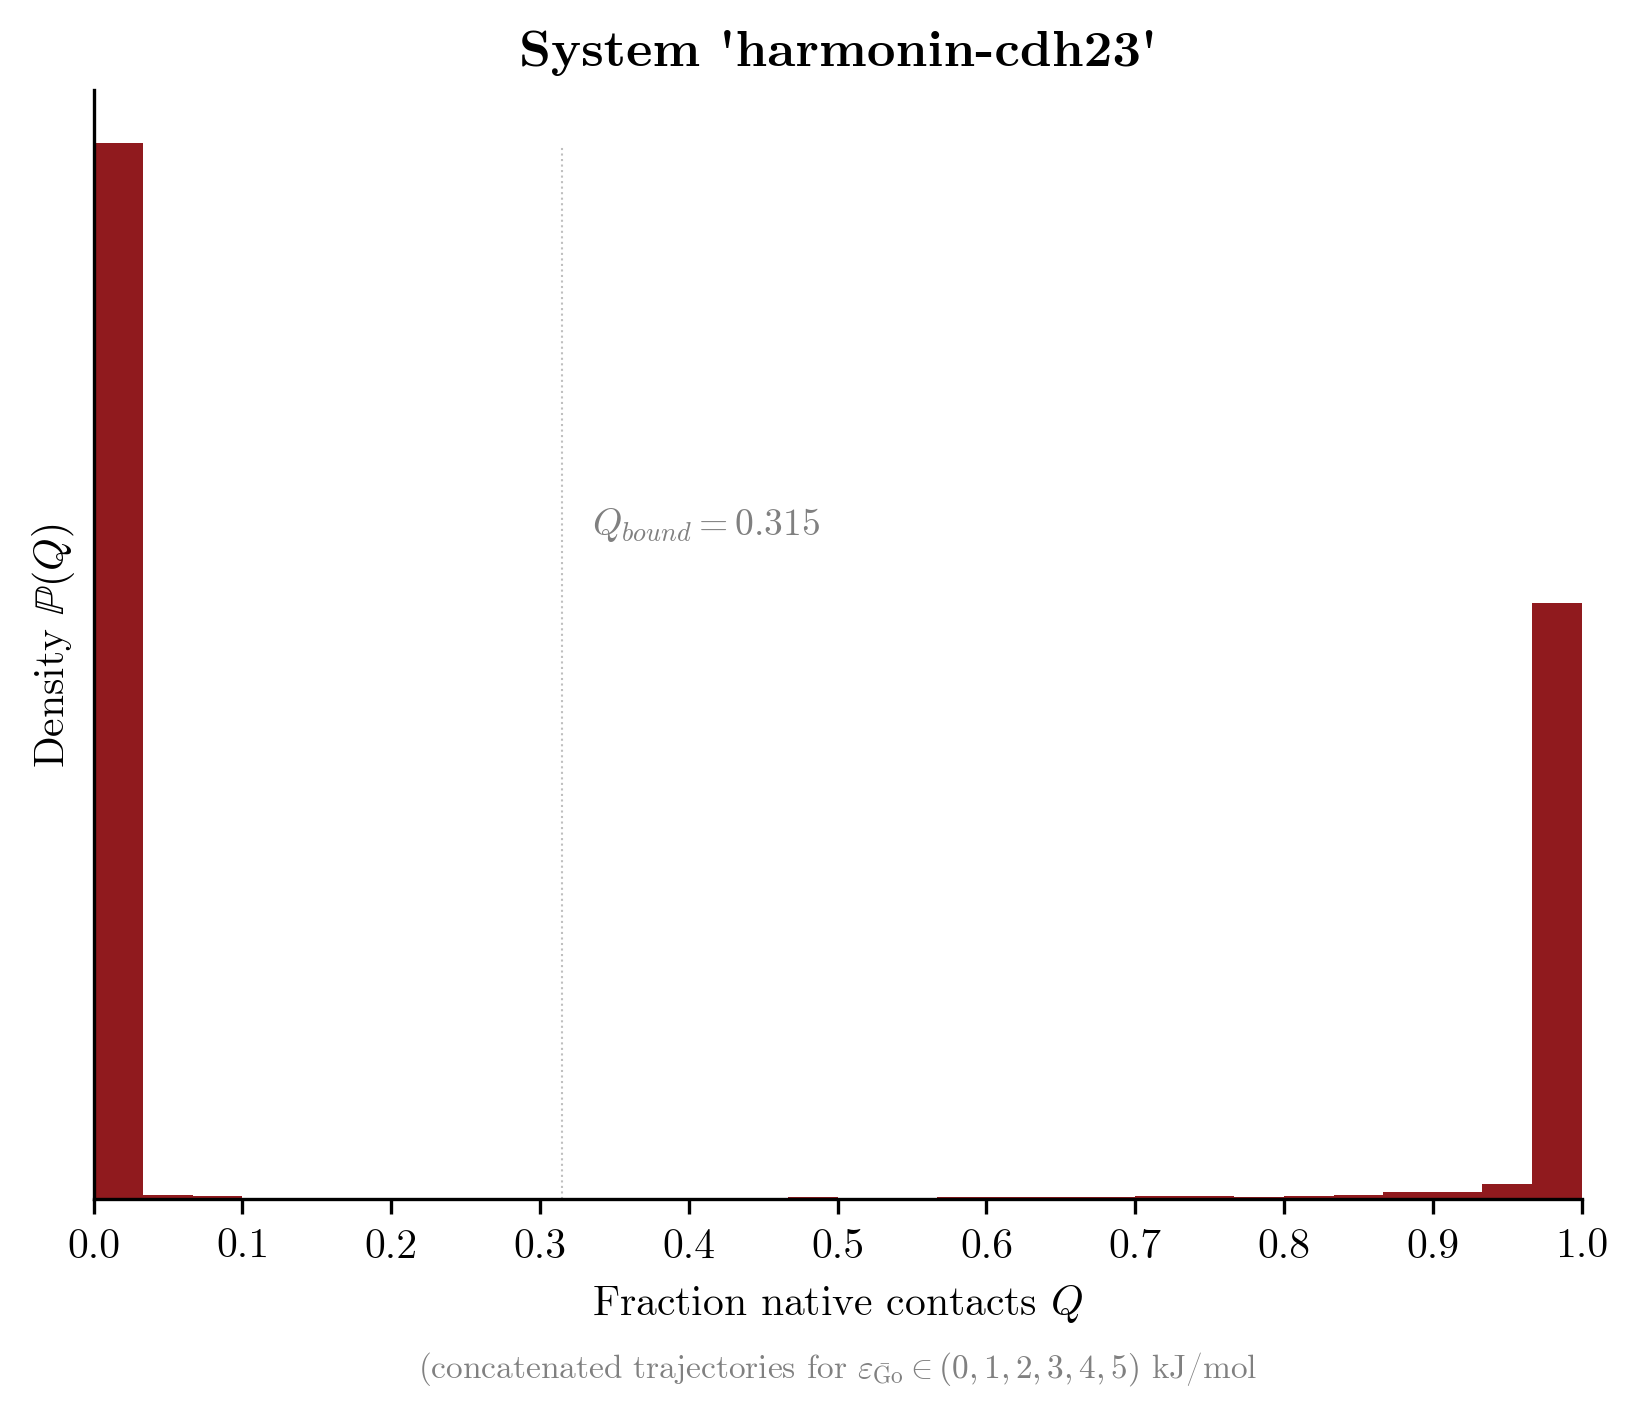 System 'harmonin-cdh23'
Density ℙ(Q)
Q_bound = 0.315
0.0 0.1 0.2 0.3 0.4 0.5 0.6 0.7 0.8 0.9 1.0
Fraction native contacts Q
(concatenated trajectories for ε_Ḡo ∈ (0, 1, 2, 3, 4, 5) kJ/mol